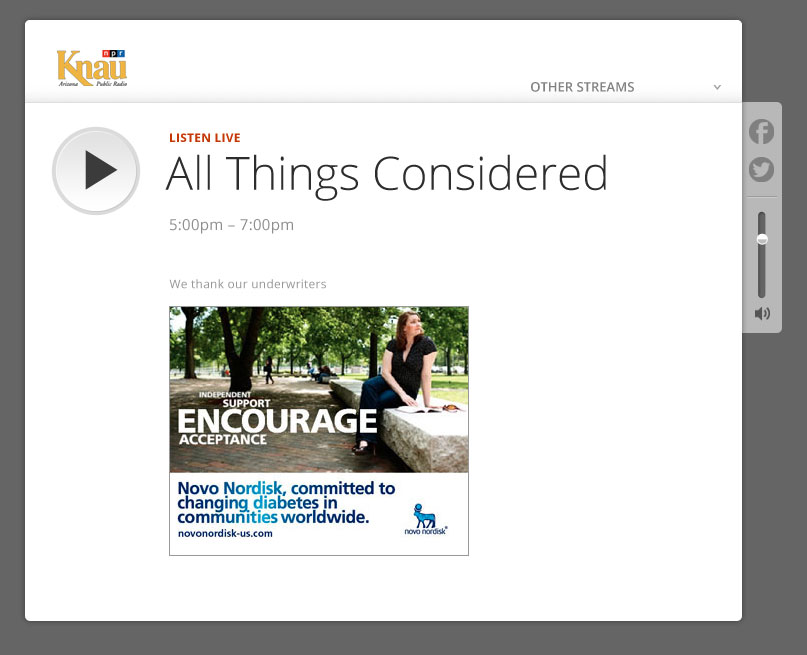 npr
Knau
Arizona Public Radio
OTHER STREAMS
LISTEN LIVE
All Things Considered
5:00pm – 7:00pm
We thank our underwriters
INDEPENDENT
SUPPORT
ENCOURAGE
ACCEPTANCE
Novo Nordisk, committed to
changing diabetes in
communities worldwide.
novonordisk-us.com
novo nordisk®